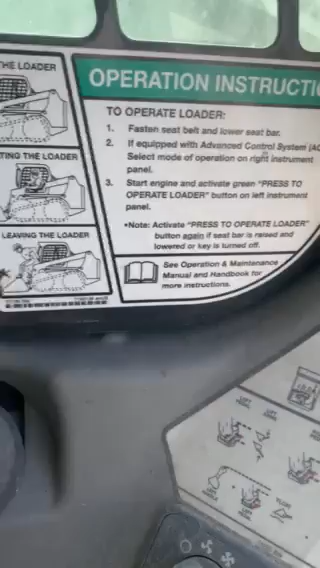 THE LOADER
OPERATION INSTRUCTI
TO OPERATE LOADER:
1. Fasten seat belt and lower seat bar.
2. If equipped with Advanced Control System (AC
Select mode of operation on right instrument
panel.
TING THE LOADER
3. Start engine and activate green "PRESS TO
OPERATE LOADER" button on left instrument
panel.
•Note: Activate "PRESS TO OPERATE LOADER"
button again if seat bar is raised and
lowered or key is turned off.
LEAVING THE LOADER
See Operation & Maintenance
Manual and Handbook for
more instructions.